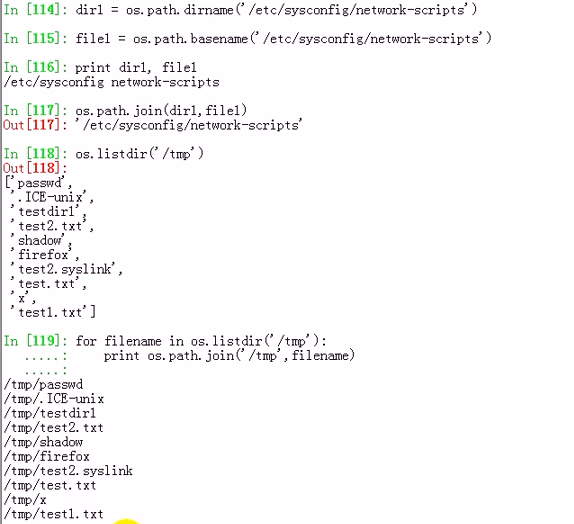 In [114]: dir1 = os.path.dirname('/etc/sysconfig/network-scripts')
In [115]: file1 = os.path.basename('/etc/sysconfig/network-scripts')
In [116]: print dir1, file1
/etc/sysconfig network-scripts
In [117]: os.path.join(dir1,file1)
Out[117]: '/etc/sysconfig/network-scripts'
In [118]: os.listdir('/tmp')
Out[118]:
['passwd',
'.ICE-unix',
'testdir1',
'test2.txt',
'shadow',
'firefox',
'test2.syslink',
'test.txt',
'x',
'test1.txt']
In [119]: for filename in os.listdir('/tmp'):
.....:     print os.path.join('/tmp',filename)
.....:
/tmp/passwd
/tmp/.ICE-unix
/tmp/testdir1
/tmp/test2.txt
/tmp/shadow
/tmp/firefox
/tmp/test2.syslink
/tmp/test.txt
/tmp/x
/tmp/test1.txt